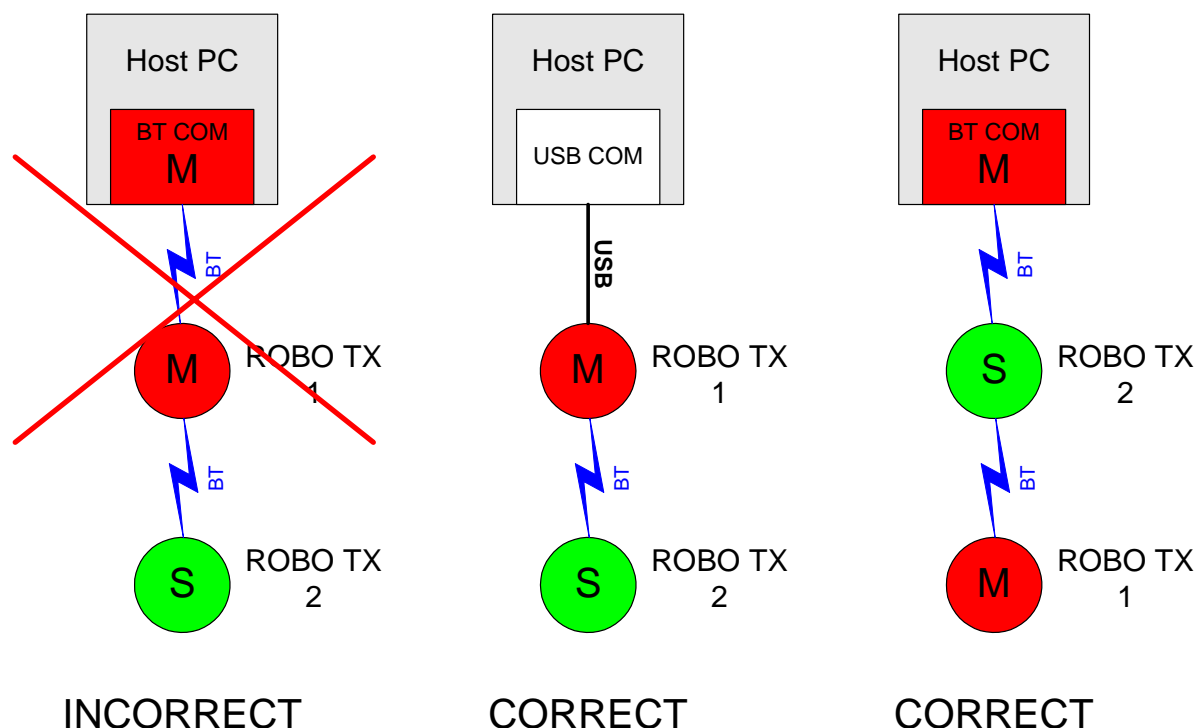 Host PC
BT COM
M
BT
M
ROBO TX
1
BT
S
ROBO TX
2
INCORRECT
Host PC
USB COM
USB
M
ROBO TX
1
BT
S
ROBO TX
2
CORRECT
Host PC
BT COM
M
BT
S
ROBO TX
2
BT
M
ROBO TX
1
CORRECT